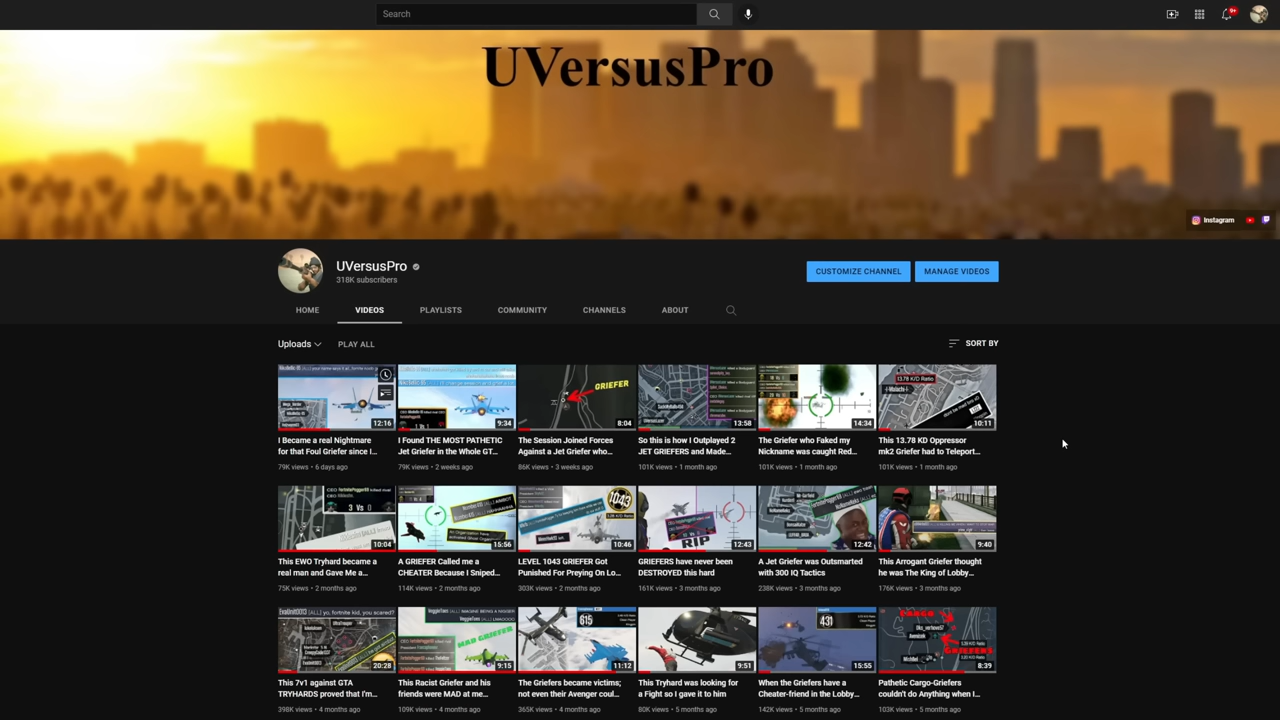 Search
9+
UVersusPro
Instagram
UVersusPro
318K subscribers
CUSTOMIZE CHANNEL
MANAGE VIDEOS
HOME
VIDEOS
PLAYLISTS
COMMUNITY
CHANNELS
ABOUT
Uploads
PLAY ALL
SORT BY
12:16
9:34
GRIEFER
8:04
13:58
14:34
13.78 K/D Ratio
10:11
I Became a real Nightmare
for that Foul Griefer since I...
79K views • 6 days ago
I Found THE MOST PATHETIC
Jet Griefer in the Whole GT...
79K views • 2 weeks ago
The Session Joined Forces
Against a Jet Griefer who...
86K views • 3 weeks ago
So this is how I Outplayed 2
JET GRIEFERS and Made...
101K views • 1 month ago
The Griefer who Faked my
Nickname was caught Red...
101K views • 1 month ago
This 13.78 KD Oppressor
mk2 Griefer had to Teleport...
101K views • 1 month ago
3 Vs 0
10:04
15:56
1043
10:46
RIP
12:43
12:42
9:40
This EWO Tryhard became a
real man and Gave Me a...
75K views • 2 months ago
A GRIEFER Called me a
CHEATER Because I Sniped...
114K views • 2 months ago
LEVEL 1043 GRIEFER Got
Punished For Preying On Lo...
303K views • 2 months ago
GRIEFERS have never been
DESTROYED this hard
161K views • 3 months ago
A Jet Griefer was Outsmarted
with 300 IQ Tactics
238K views • 3 months ago
This Arrogant Griefer thought
he was The King of Lobby...
176K views • 3 months ago
20:28
MAD GRIEFER
9:15
615
11:12
9:51
431
15:55
8:39
This 7v1 against GTA
TRYHARDS proved that I'm...
398K views • 4 months ago
This Racist Griefer and his
friends were MAD at me...
109K views • 4 months ago
The Griefers became victims;
not even their Avenger coul...
365K views • 4 months ago
This Tryhard was looking for
a Fight so I gave it to him
80K views • 5 months ago
When the Griefers have a
Cheater-friend in the Lobby...
142K views • 5 months ago
Pathetic Cargo-Griefers
couldn't do Anything when I...
103K views • 5 months ago